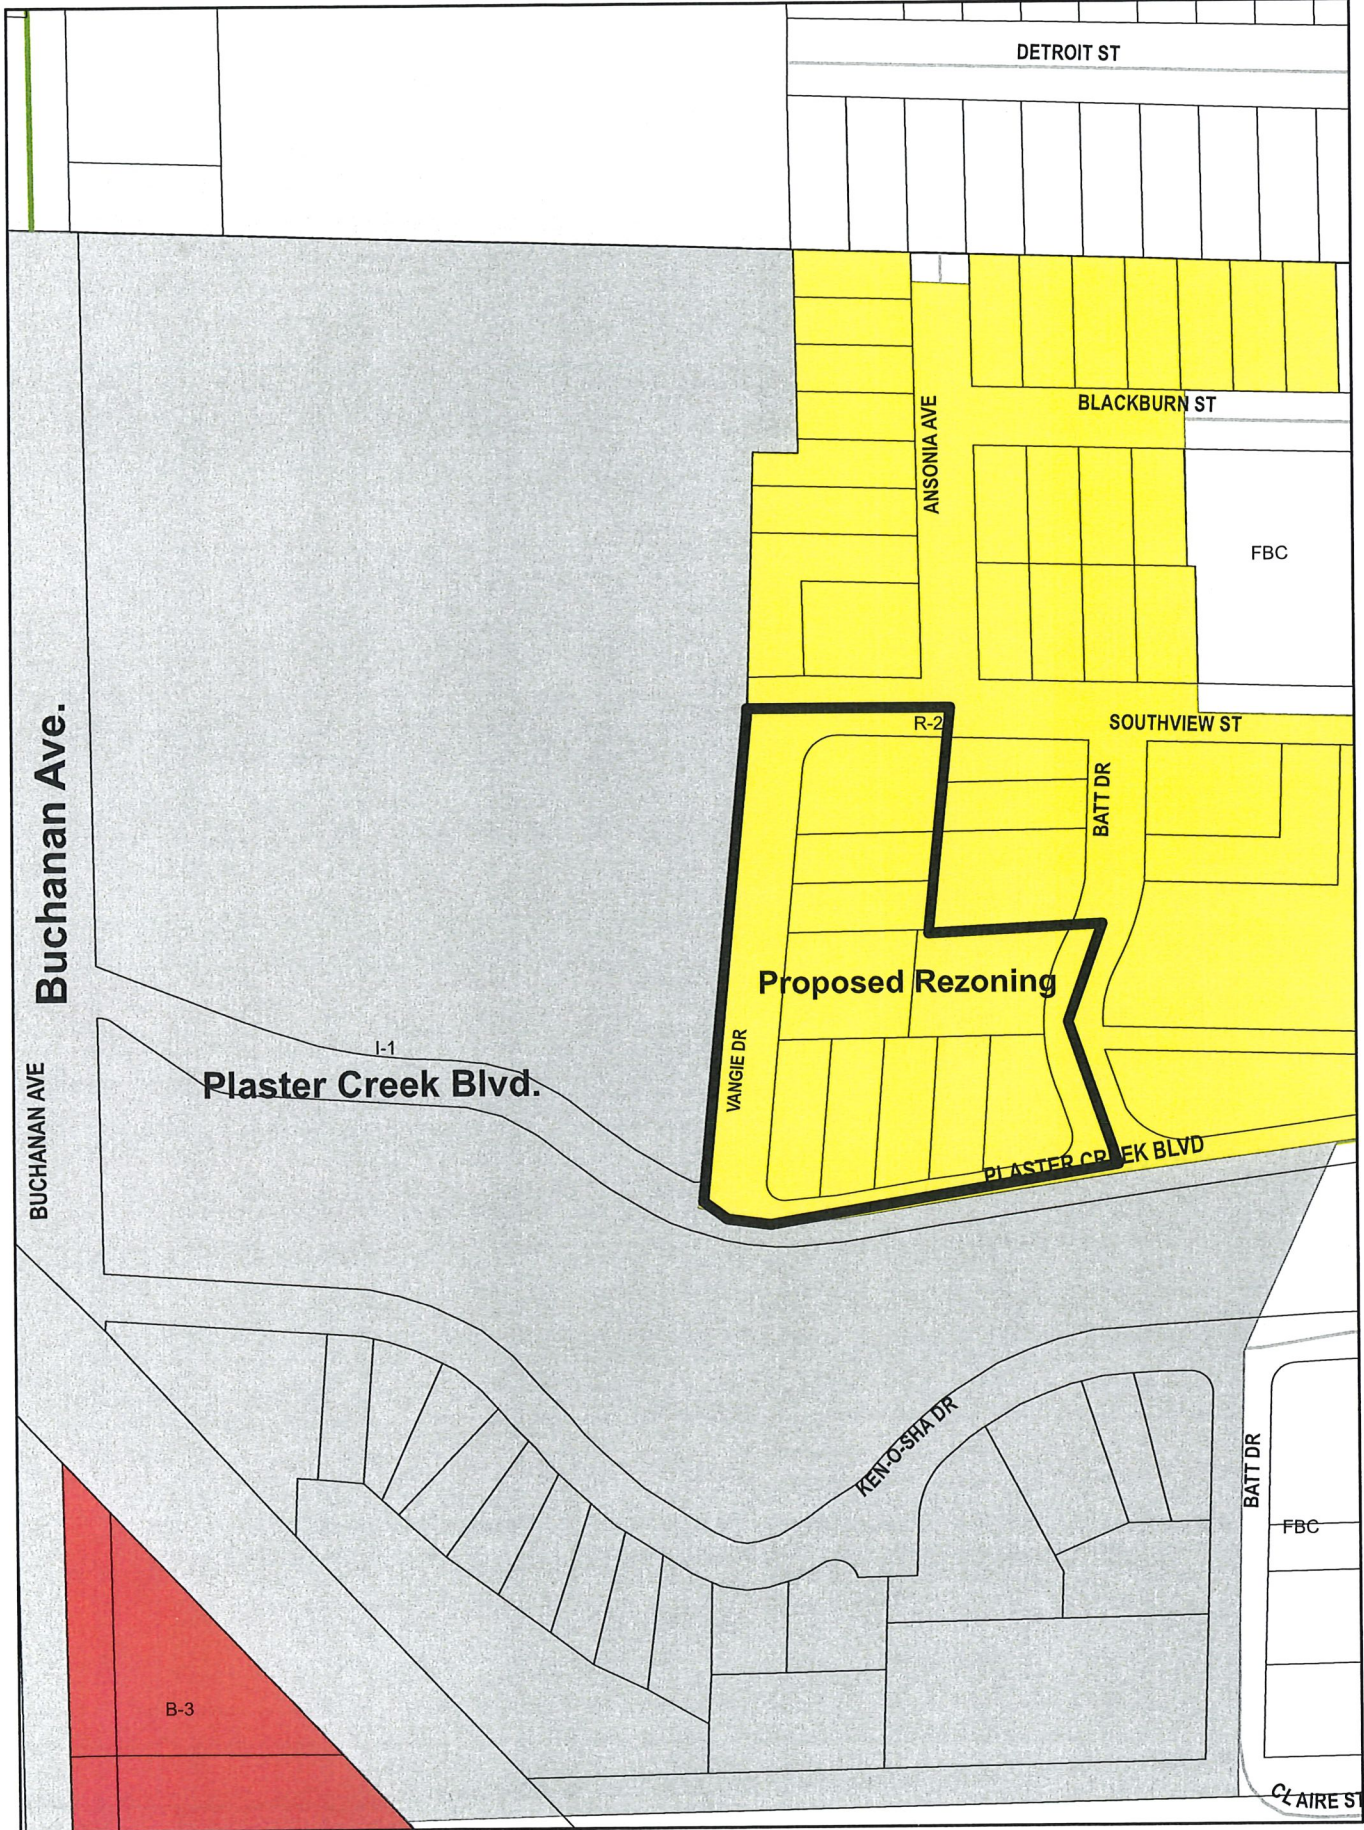 DETROIT ST
BLACKBURN ST
ANSONIA AVE
FBC
Buchanan Ave.
R-2
SOUTHVIEW ST
BATT DR
Proposed Rezoning
VANGIE DR
I-1
Plaster Creek Blvd.
BUCHANAN AVE
PLASTER CREEK BLVD
KEN-O-SHA DR
BATT DR
FBC
B-3
CLAIRE ST